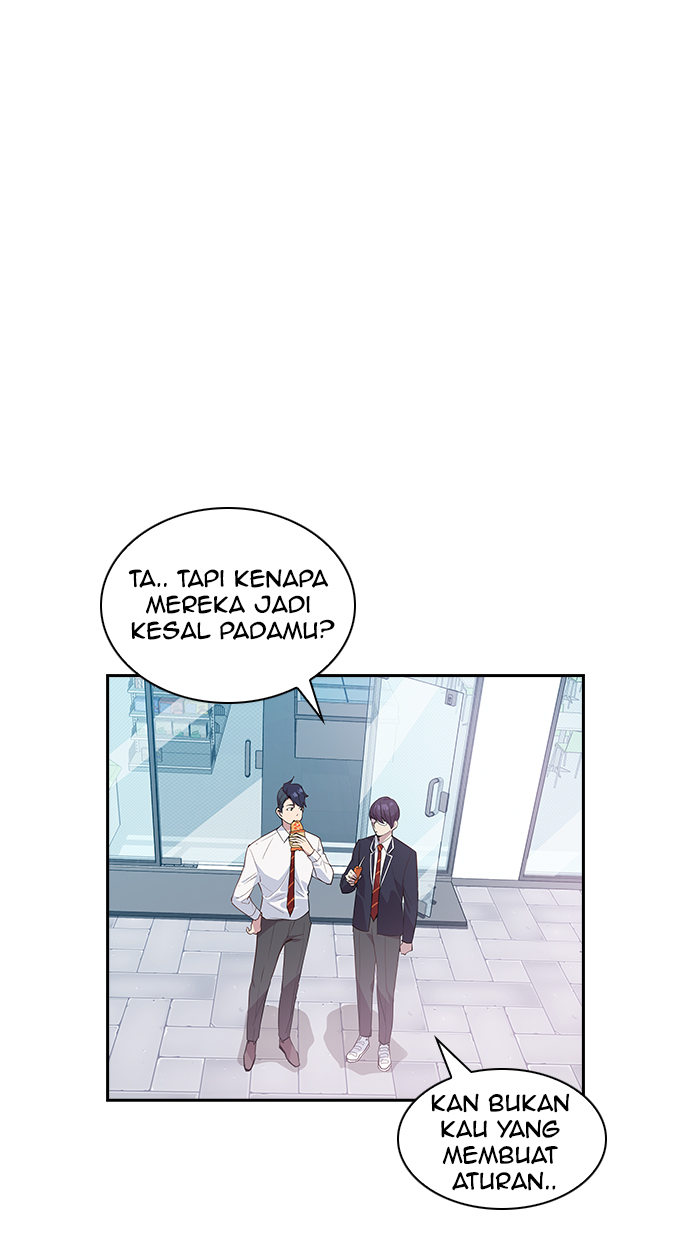 TA.. TAPI KENAPA
MEREKA JADI
KESAL PADAMU?
KAN BUKAN
KAU YANG
MEMBUAT
ATURAN..